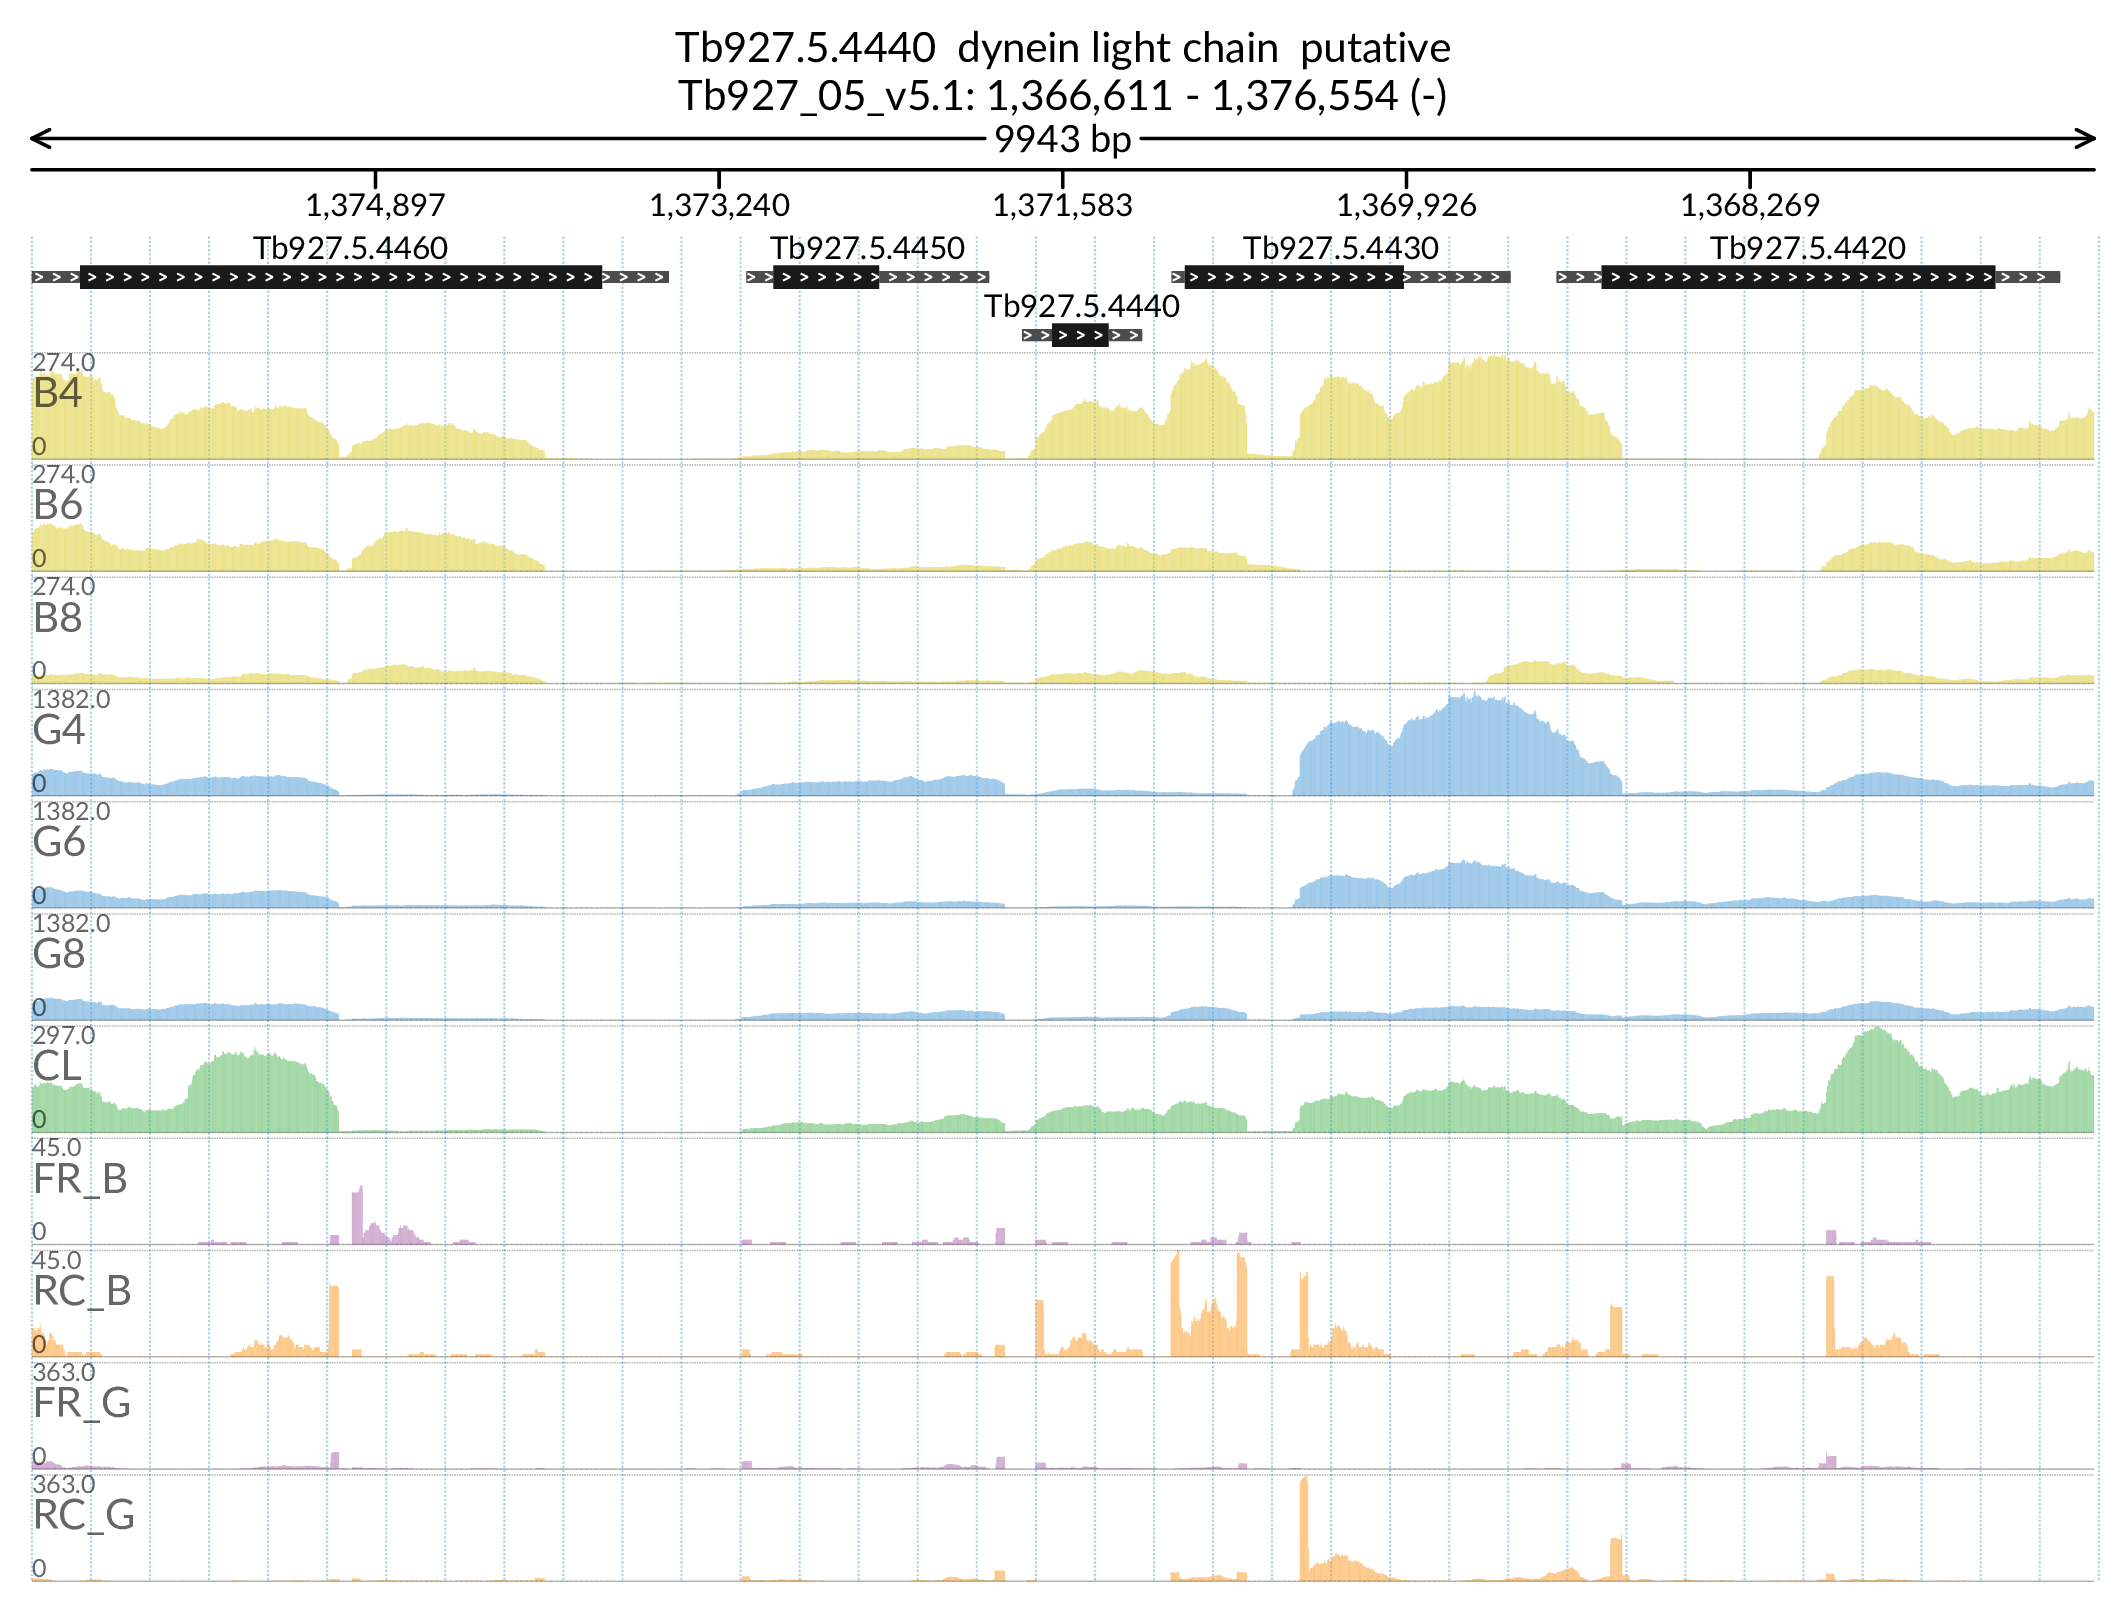 Tb927.5.4440  dynein light chain  putative
Tb927_05_v5.1: 1,366,611 - 1,376,554 (-)
9943 bp
1,374,897 1,373,240 1,371,583 1,369,926 1,368,269
Tb927.5.4460 Tb927.5.4450 Tb927.5.4430 Tb927.5.4420
Tb927.5.4440
274.0
B4
0
274.0
B6
0
274.0
B8
0
1382.0
G4
0
1382.0
G6
0
1382.0
G8
0
297.0
CL
0
45.0
FR_B
0
45.0
RC_B
0
363.0
FR_G
0
363.0
RC_G
0